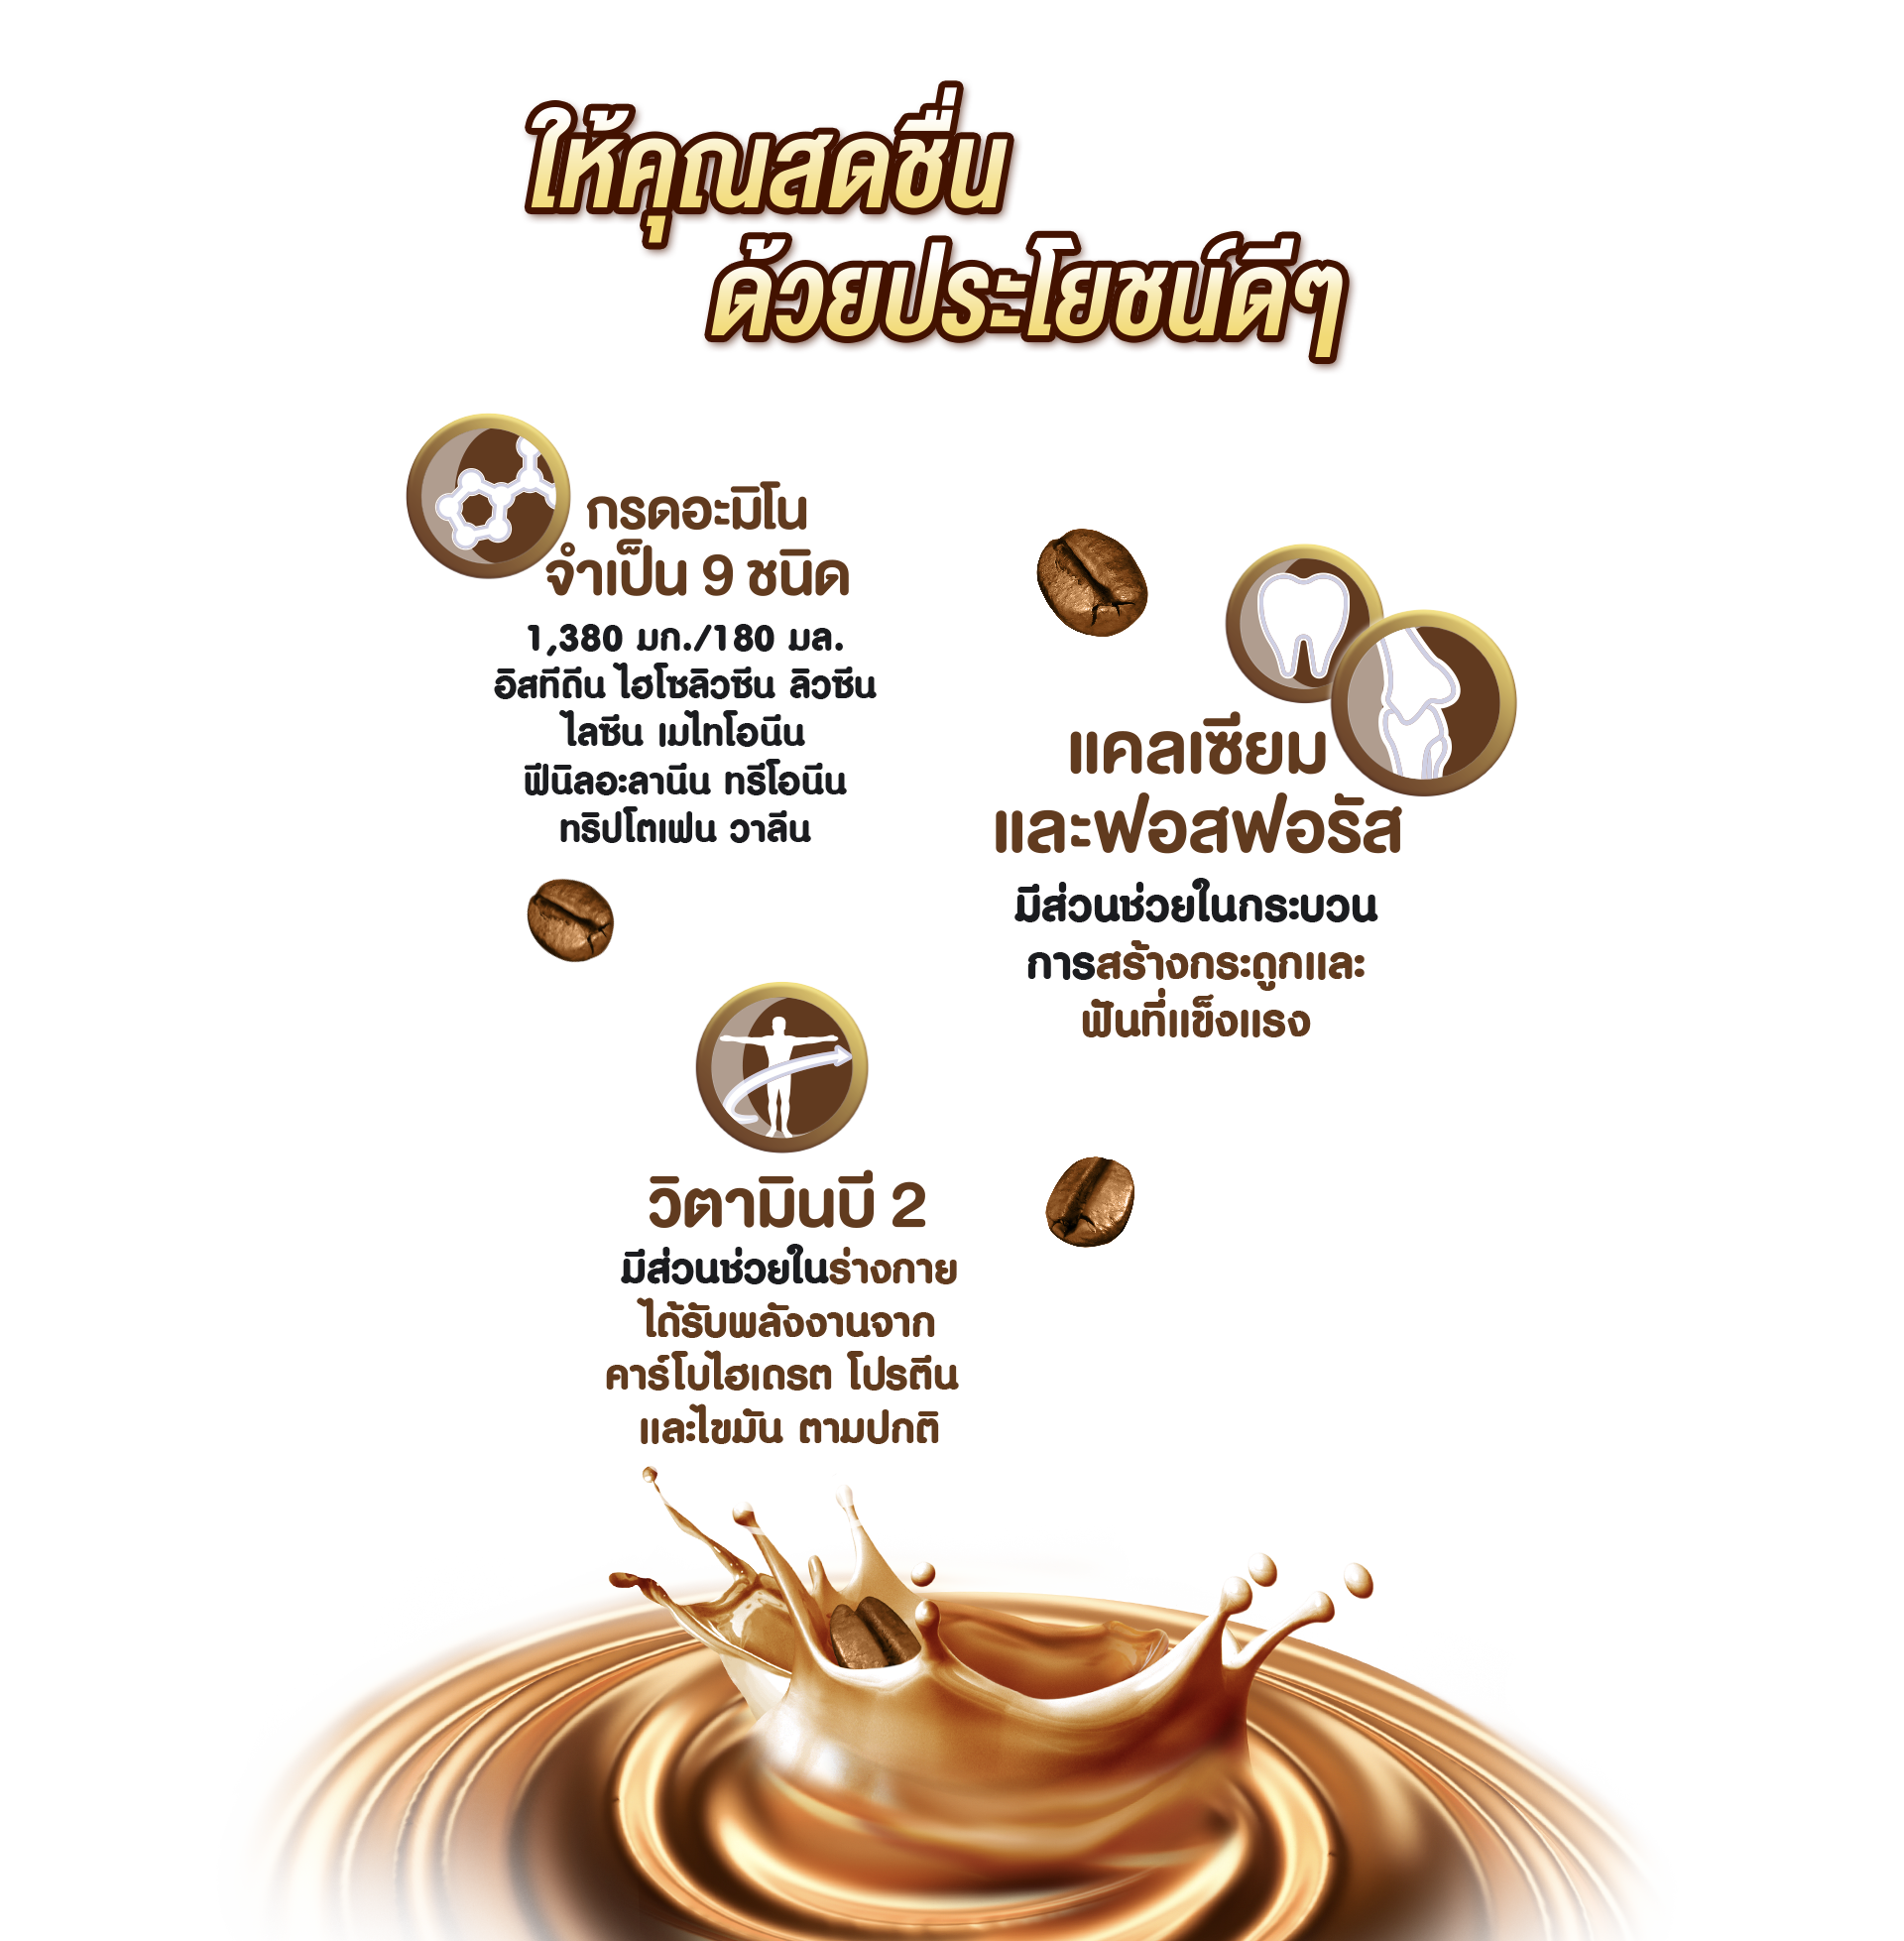 ให้คุณสดชื่น
ด้วยประโยชน์ดีๆ
กรดอะมิโน
จำเป็น 9 ชนิด
1,380 มก./180 มล.
อิสทีดีน ไฮโซลิวซีน ลิวซีน
ไลซีน เมไทโอนีน
ฟีนิลอะลานีน ทรีโอนีน
ทริปโตเฟน วาลีน
แคลเซียม
และฟอสฟอรัส
มีส่วนช่วยในกระบวน
การสร้างกระดูกและ
ฟันที่แข็งแรง
วิตามินบี 2
มีส่วนช่วยในร่างกาย
ได้รับพลังงานจาก
คาร์โบไฮเดรต โปรตีน
และไขมัน ตามปกติ